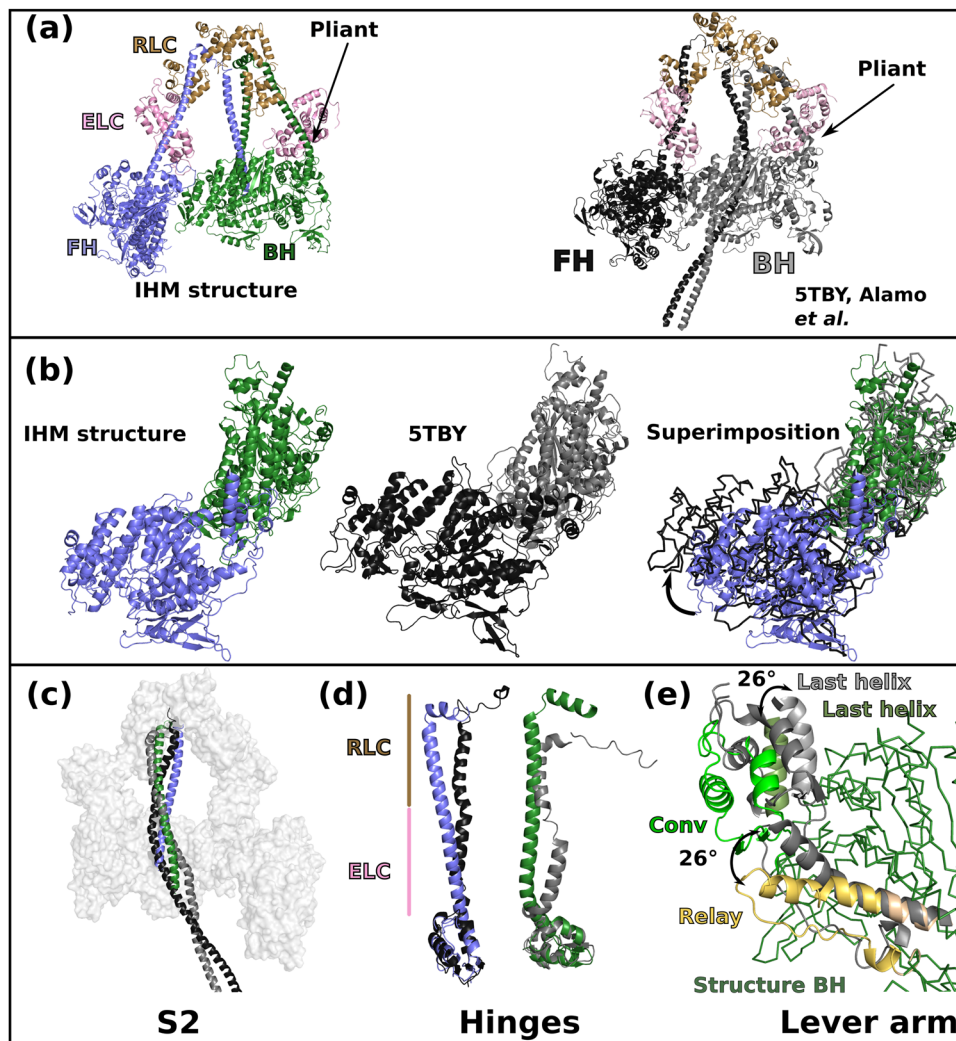 (a)
RLC
Pliant
ELC
FH
BH
IHM structure
Pliant
FH
BH
5TBY, Alamo
et al.
(b)
IHM structure
5TBY
Superimposition
(c)
S2
(d)
RLC
ELC
Hinges
(e)
26°
Last helix
Last helix
Conv
26°
Relay
Structure BH
Lever arm